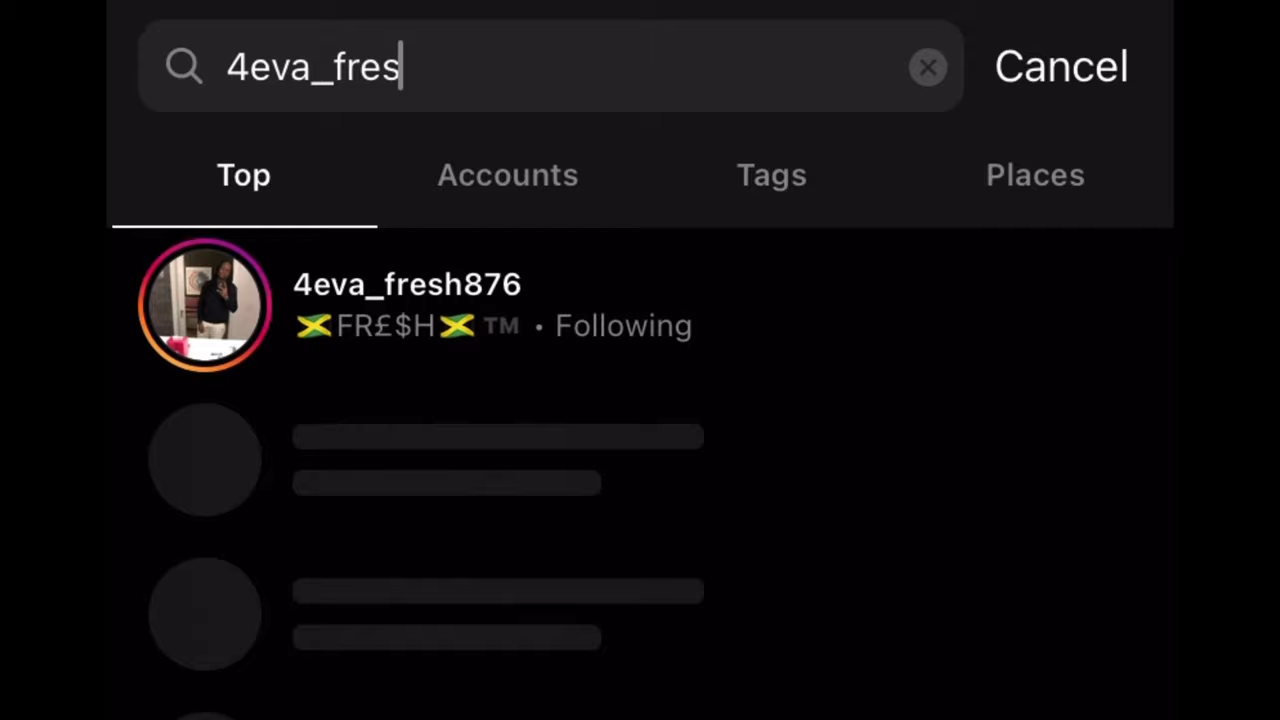 4eva_fres
Cancel
Top Accounts Tags Places
4eva_fresh876
🇯🇲FR£$H🇯🇲™️ • Following